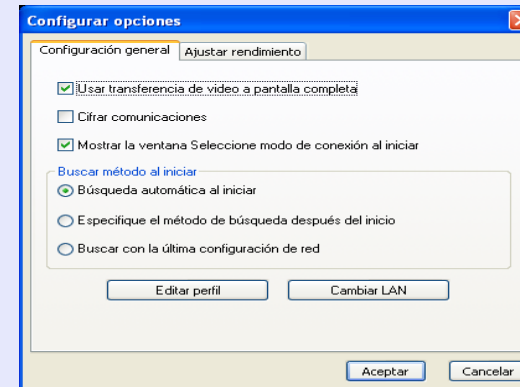 Configurar opciones
Configuración general Ajustar rendimiento
Usar transferencia de video a pantalla completa
Cifrar comunicaciones
Mostrar la ventana Seleccione modo de conexión al iniciar
Buscar método al iniciar
Búsqueda automática al iniciar
Especifique el método de búsqueda después del inicio
Buscar con la última configuración de red
Editar perfil Cambiar LAN
Aceptar Cancelar